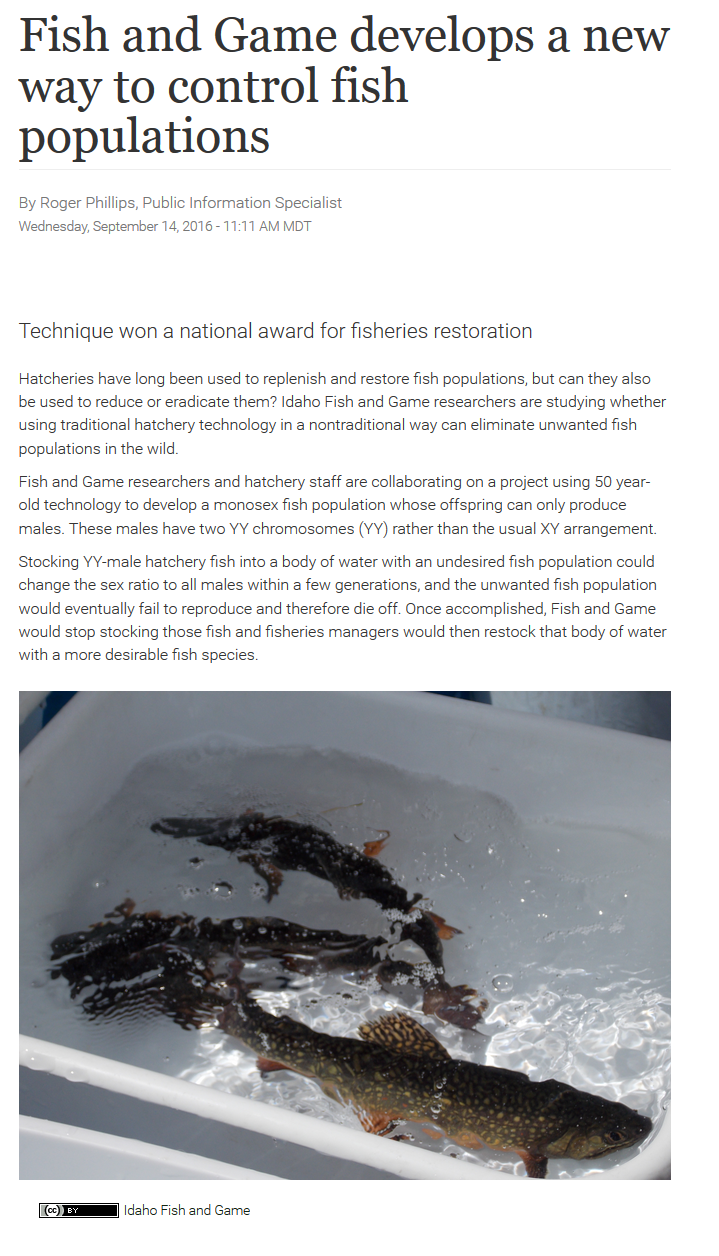 Fish and Game develops a new
way to control fish
populations
By Roger Phillips, Public Information Specialist
Wednesday, September 14, 2016 - 11:11 AM MDT
Technique won a national award for fisheries restoration
Hatcheries have long been used to replenish and restore fish populations, but can they also
be used to reduce or eradicate them? Idaho Fish and Game researchers are studying whether
using traditional hatchery technology in a nontraditional way can eliminate unwanted fish
populations in the wild.
Fish and Game researchers and hatchery staff are collaborating on a project using 50 year-
old technology to develop a monosex fish population whose offspring can only produce
males. These males have two YY chromosomes (YY) rather than the usual XY arrangement.
Stocking YY-male hatchery fish into a body of water with an undesired fish population could
change the sex ratio to all males within a few generations, and the unwanted fish population
would eventually fail to reproduce and therefore die off. Once accomplished, Fish and Game
would stop stocking those fish and fisheries managers would then restock that body of water
with a more desirable fish species.
(cc) BY Idaho Fish and Game